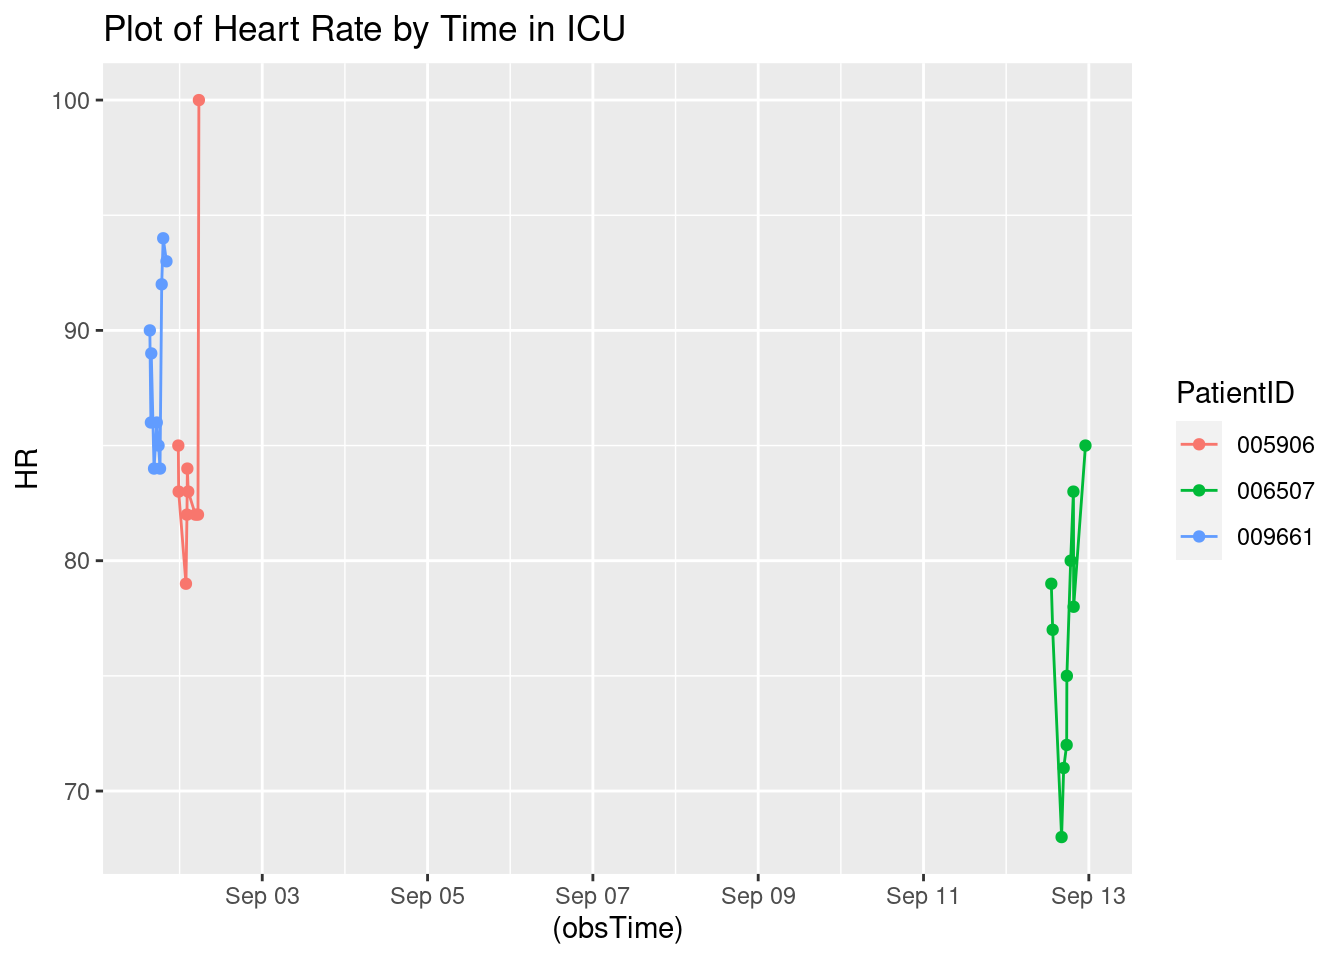 Plot of Heart Rate by Time in ICU
100
90
80
70
HR
Sep 03 Sep 05 Sep 07 Sep 09 Sep 11 Sep 13
(obsTime)
PatientID
005906
006507
009661